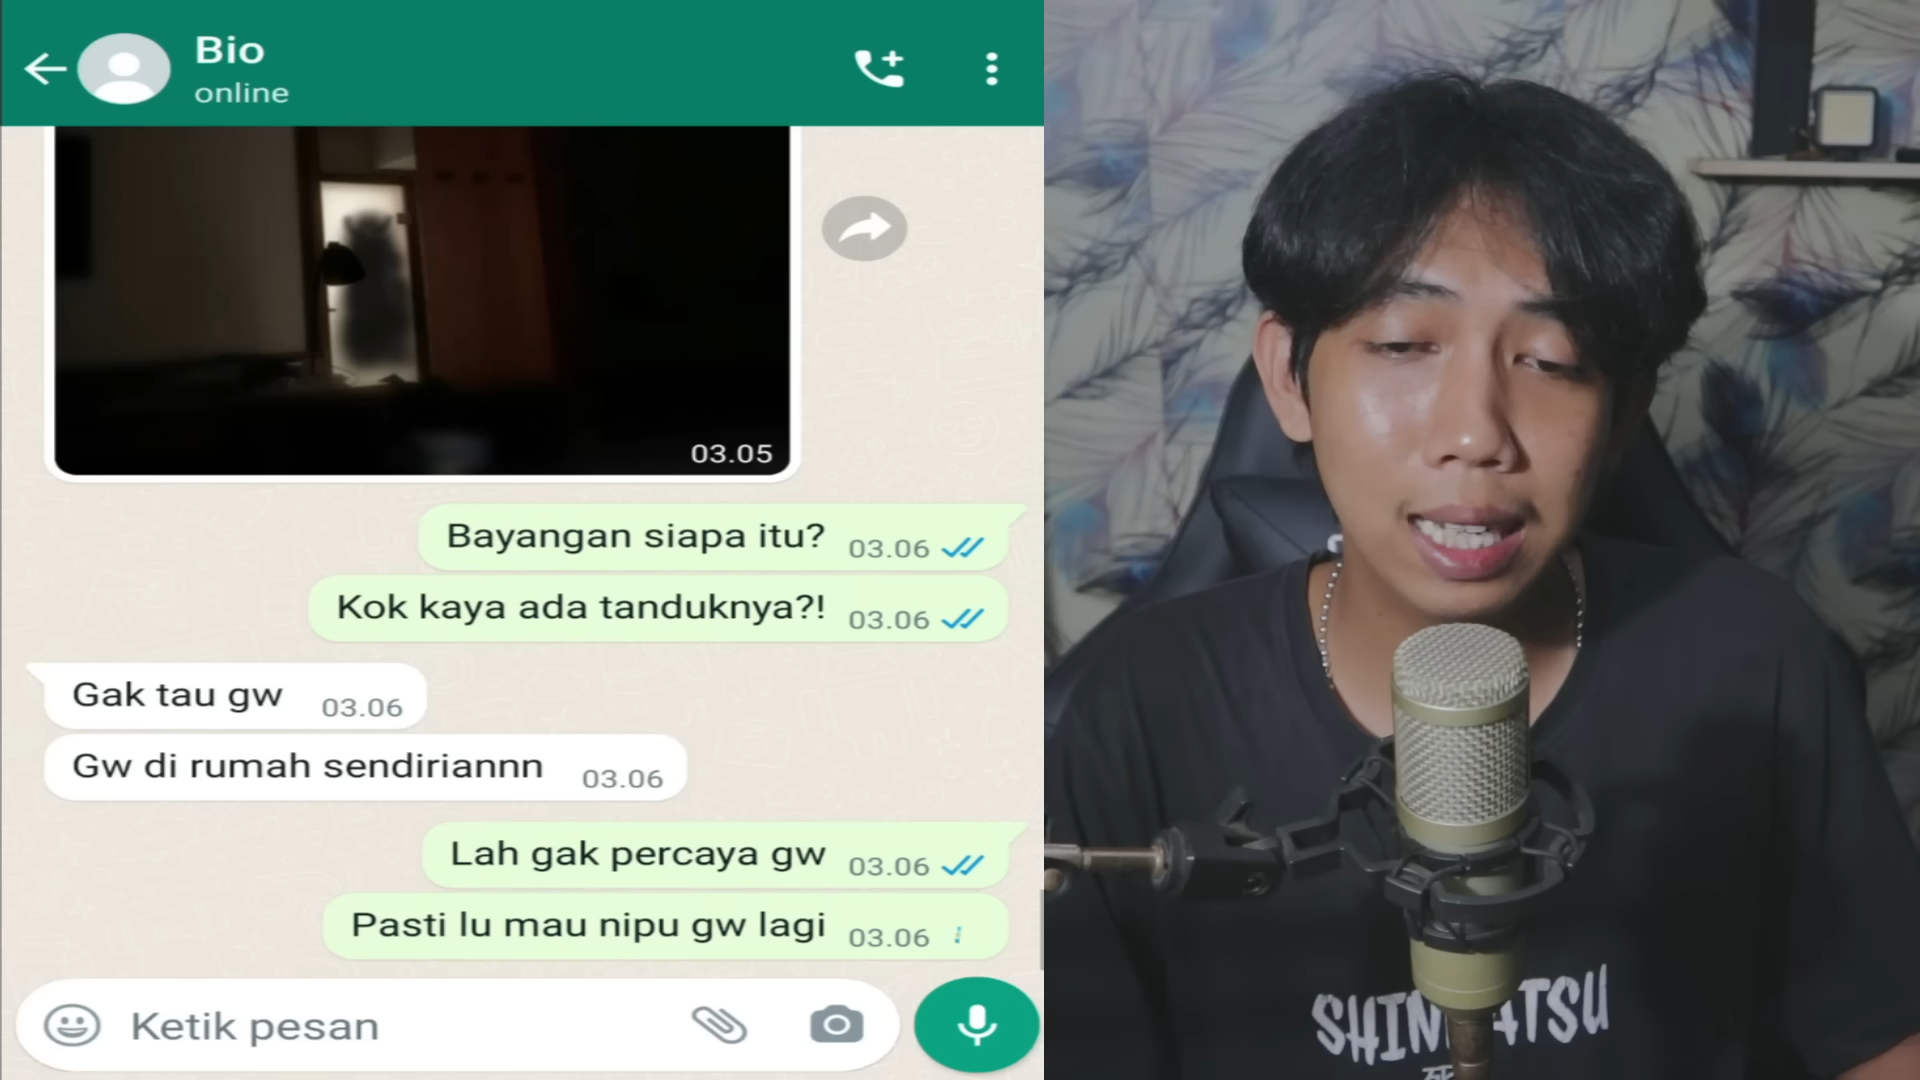 Bio
online
03.05
Bayangan siapa itu? 03.06
Kok kaya ada tanduknya?! 03.06
Gak tau gw 03.06
Gw di rumah sendiriannn 03.06
Lah gak percaya gw 03.06
Pasti lu mau nipu gw lagi 03.06
Ketik pesan